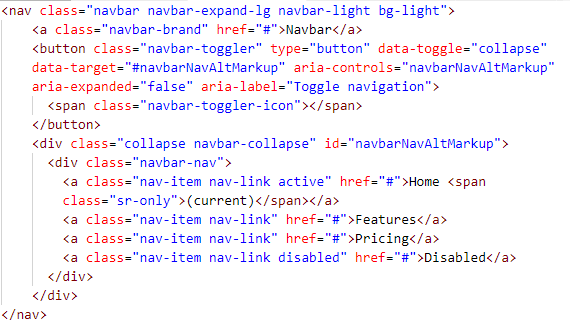 <nav class="navbar navbar-expand-lg navbar-light bg-light">
<a class="navbar-brand" href="#">Navbar</a>
<button class="navbar-toggler" type="button" data-toggle="collapse"
data-target="#navbarNavAltMarkup" aria-controls="navbarNavAltMarkup"
aria-expanded="false" aria-label="Toggle navigation">
<span class="navbar-toggler-icon"></span>
</button>
<div class="collapse navbar-collapse" id="navbarNavAltMarkup">
<div class="navbar-nav">
<a class="nav-item nav-link active" href="#">Home <span
class="sr-only">(current)</span></a>
<a class="nav-item nav-link" href="#">Features</a>
<a class="nav-item nav-link" href="#">Pricing</a>
<a class="nav-item nav-link disabled" href="#">Disabled</a>
</div>
</div>
</nav>